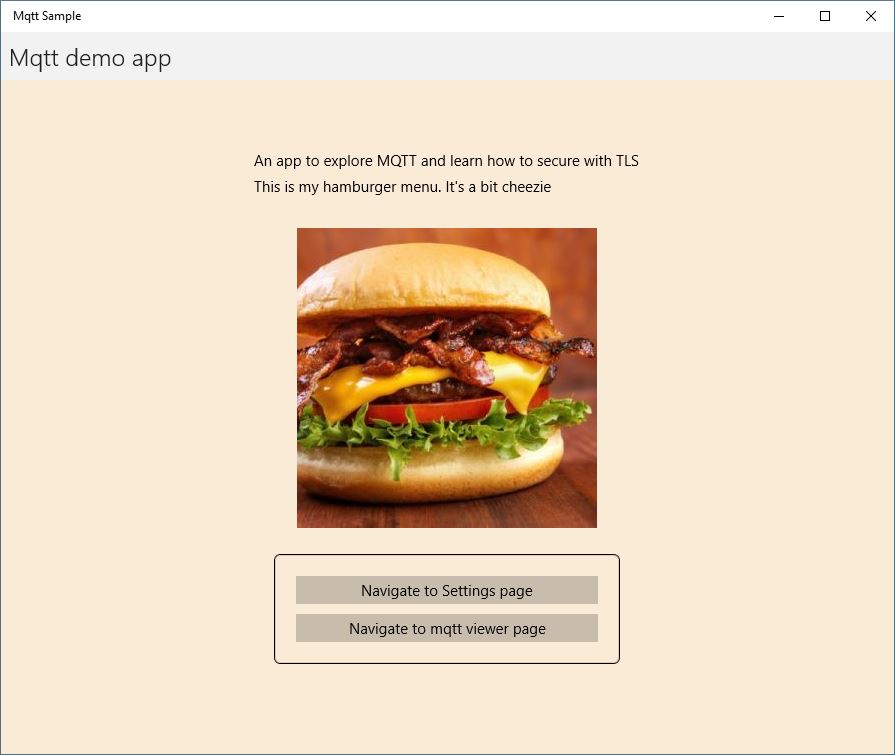 Mqtt Sample
Mqtt demo app
An app to explore MQTT and learn how to secure with TLS
This is my hamburger menu. It's a bit cheezie
Navigate to Settings page
Navigate to mqtt viewer page